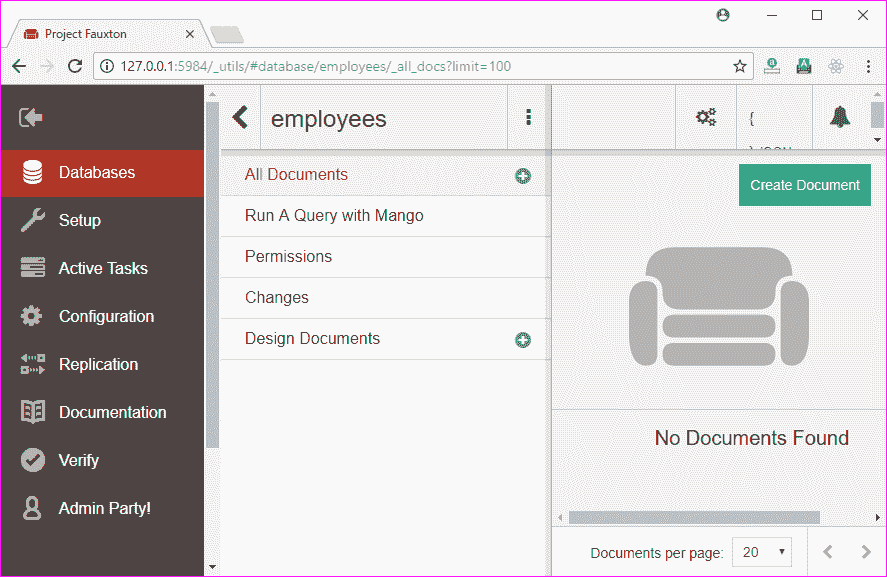 Project Fauxton
127.0.0.1:5984/_utils/#database/employees/_all_docs?limit=100
employees
{
Databases
Setup
Active Tasks
Configuration
Replication
Documentation
Verify
Admin Party!
All Documents
Run A Query with Mango
Permissions
Changes
Design Documents
Create Document
No Documents Found
Documents per page: 20